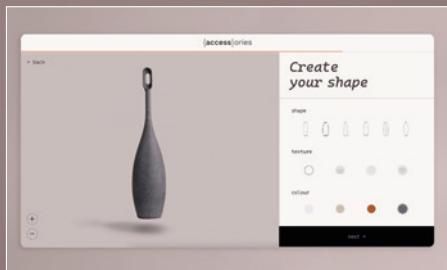 {access}ories
< back
Create
your shape
shape
texture
colour
next >